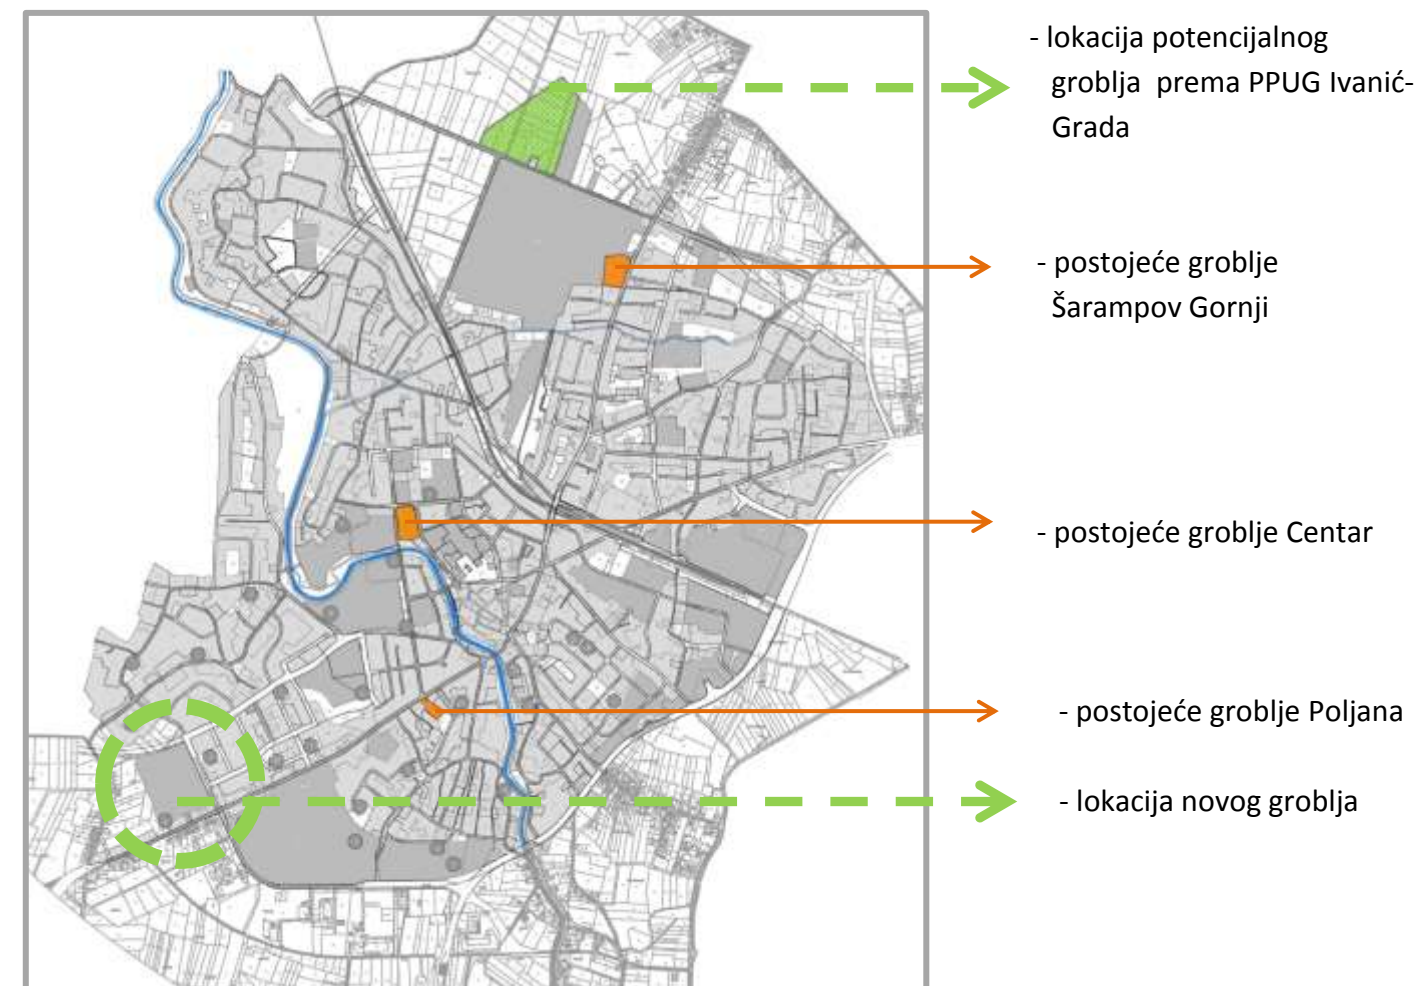 - lokacija potencijalnog
groblja prema PPUG Ivanić-
Grada
- postojeće groblje
Šarampov Gornji
- postojeće groblje Centar
- postojeće groblje Poljana
- lokacija novog groblja